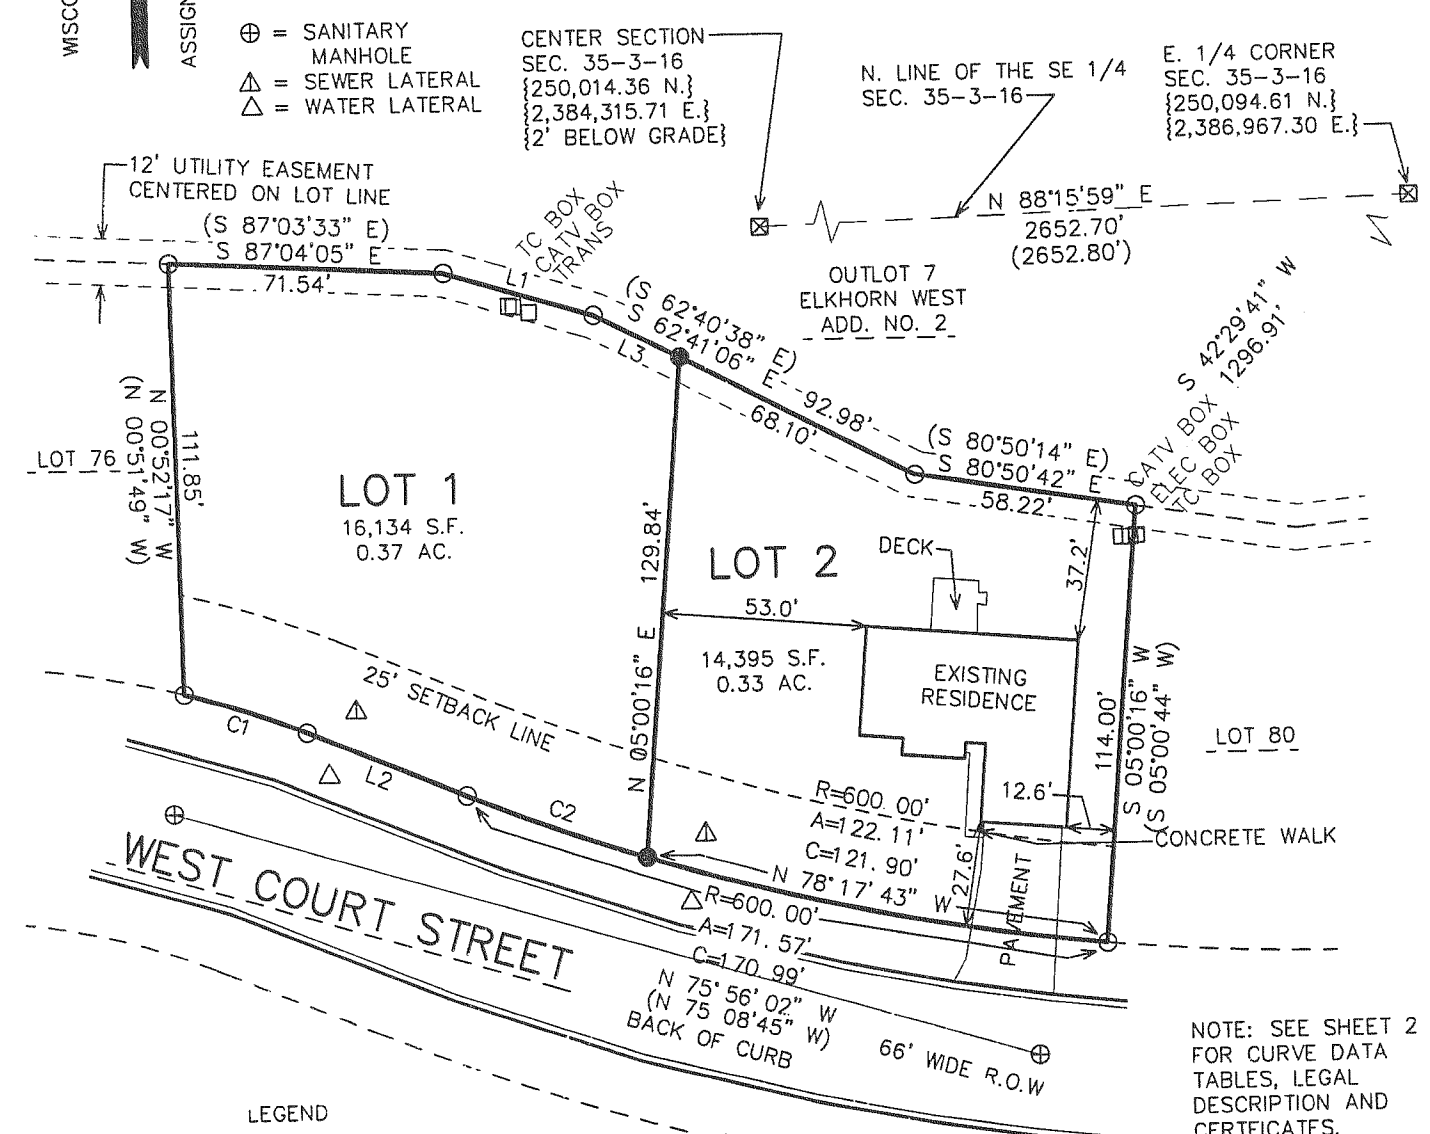 WISCO
ASSIGN
⊕ = SANITARY
MANHOLE
= SEWER LATERAL
△ = WATER LATERAL
CENTER SECTION
SEC. 35-3-16
{250,014.36 N.}
{2,384,315.71 E.}
{2' BELOW GRADE}
N. LINE OF THE SE 1/4
SEC. 35-3-16
E. 1/4 CORNER
SEC. 35-3-16
{250,094.61 N.}
{2,386,967.30 E.}
12' UTILITY EASEMENT
CENTERED ON LOT LINE
(S 87°03'33" E)
S 87°04'05" E
71.54'
TC BOX
CATV BOX
TRANS
L1
L3
N 88°15'59" E
2652.70'
(2652.80')
OUTLOT 7
ELKHORN WEST
ADD. NO. 2
(S 62°40'38" E)
S 62°41'06" E
92.98'
68.10'
S 42°29'41" W
1296.91'
(S 80°50'14" E)
S 80°50'42" E
58.22'
CATV BOX
ELEC BOX
TC BOX
LOT 76
111.85'
N 00°52'17" W
(N 00°51'49" W)
LOT 1
16,134 S.F.
0.37 AC.
129.84'
N 05°00'16" E
LOT 2
DECK
37.2'
53.0'
14,395 S.F.
0.33 AC.
EXISTING
RESIDENCE
114.00'
S 05°00'16" W
(S 05°00'44" W)
LOT 80
25' SETBACK LINE
C1
L2
C2
R=600.00'
A=122.11'
C=121.90'
N 78°17'43" W
12.6'
CONCRETE WALK
27.6'
PAVEMENT
WEST COURT STREET
R=600.00'
A=171.57'
C=170.99'
N 75°56'02" W
(N 75 08'45" W)
BACK OF CURB
66' WIDE R.O.W
NOTE: SEE SHEET 2
FOR CURVE DATA
TABLES, LEGAL
DESCRIPTION AND
CERTFICATES.
LEGEND